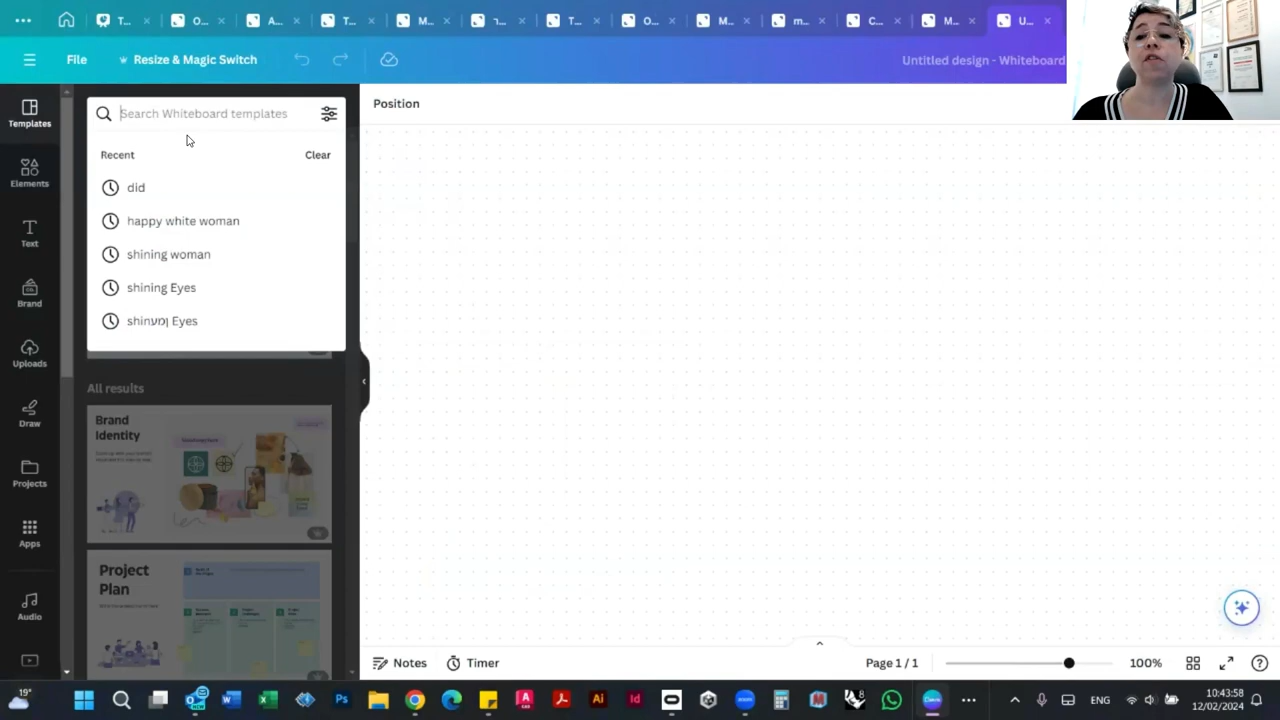 T...
O...
A...
T...
M...
ר...
T...
O...
M...
m...
C...
M...
U...
File
Resize & Magic Switch
Untitled design - Whiteboard
Templates
Elements
Text
Brand
Uploads
Draw
Projects
Apps
Audio
Search Whiteboard templates
Recent
Clear
did
happy white woman
shining woman
shining Eyes
shinמען Eyes
All results
Brand
Identity
Project
Plan
Position
Notes
Timer
Page 1 / 1
100%
19°
ENG
10:43:58
12/02/2024